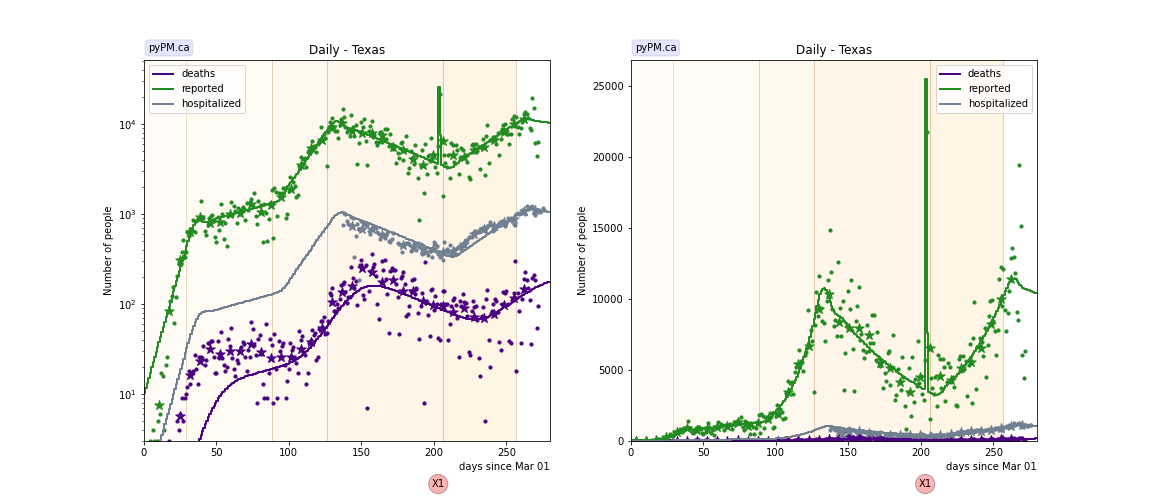 pyPM.ca
Daily - Texas
deaths
reported
hospitalized
Number of people
10⁴
10³
10²
10¹
0 50 100 150 200 250
days since Mar 01
X1
pyPM.ca
Daily - Texas
deaths
reported
hospitalized
Number of people
25000
20000
15000
10000
5000
0
0 50 100 150 200 250
days since Mar 01
X1